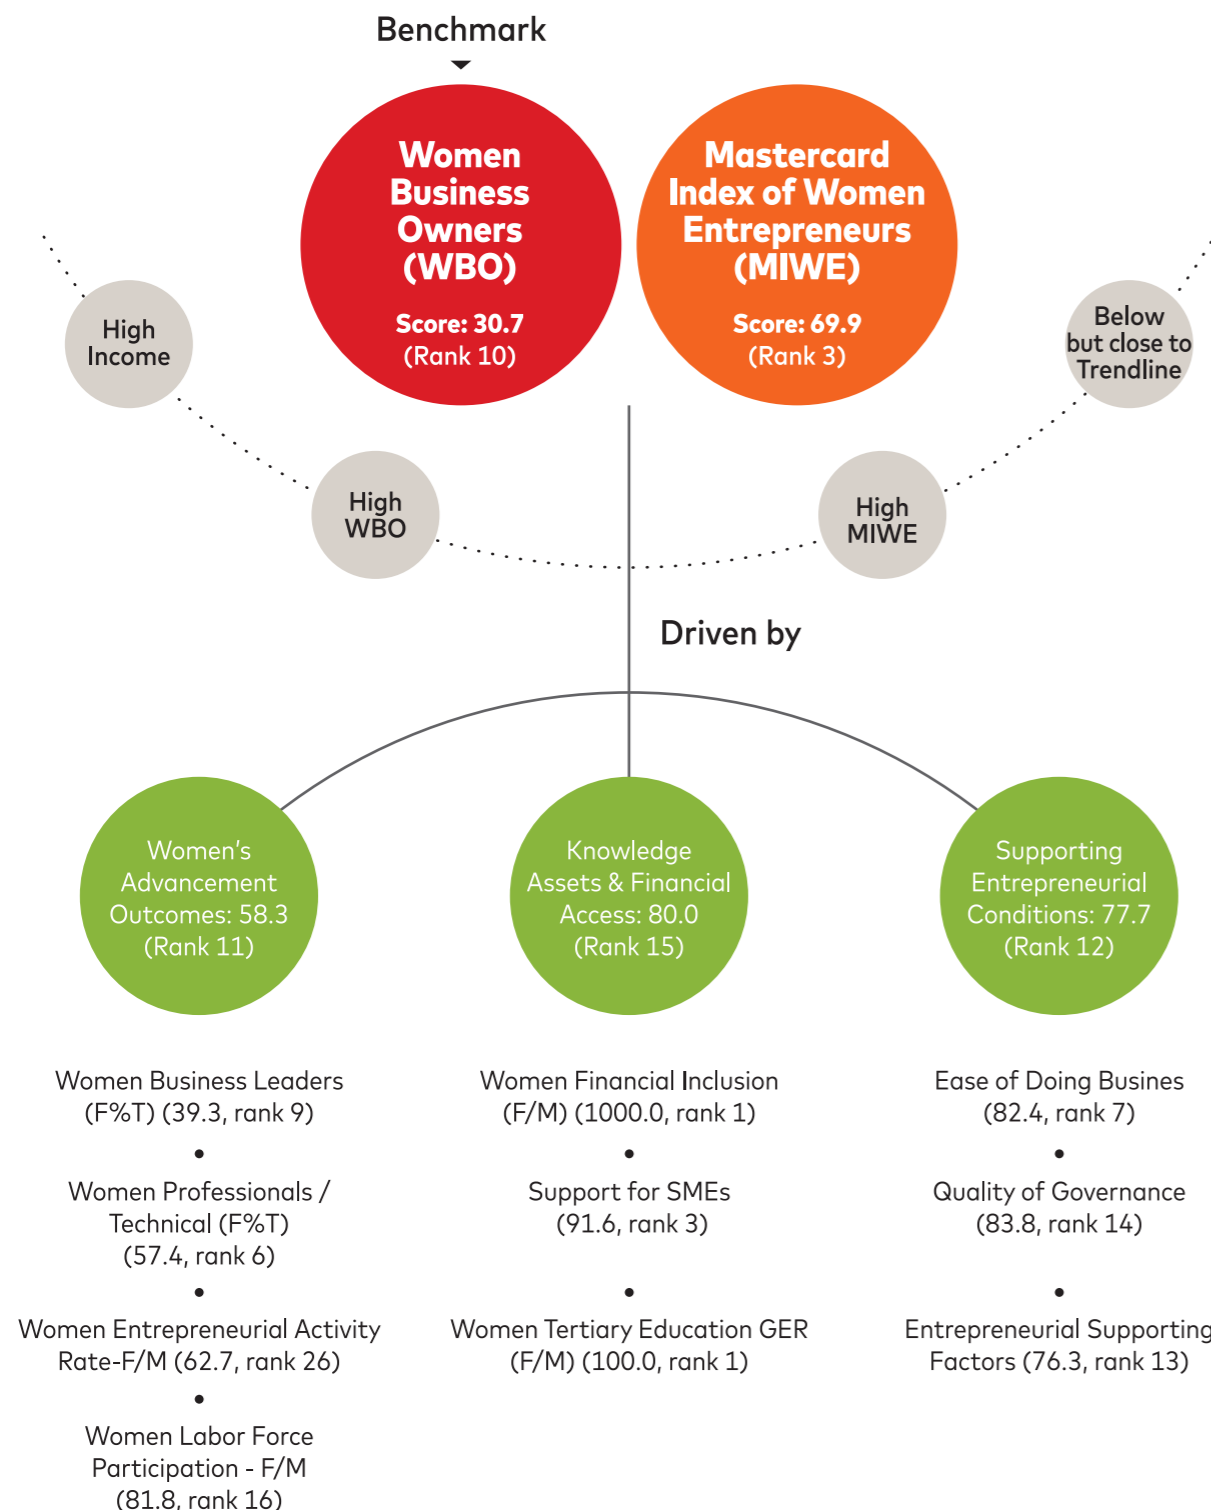 Benchmark
Women
Business
Owners
(WBO)
Score: 30.7
(Rank 10)
Mastercard
Index of Women
Entrepreneurs
(MIWE)
Score: 69.9
(Rank 3)
High
Income
High
WBO
High
MIWE
Below
but close to
Trendline
Driven by
Women's
Advancement
Outcomes: 58.3
(Rank 11)
Knowledge
Assets & Financial
Access: 80.0
(Rank 15)
Supporting
Entrepreneurial
Conditions: 77.7
(Rank 12)
Women Business Leaders
(F%T) (39.3, rank 9)
•
Women Professionals /
Technical (F%T)
(57.4, rank 6)
•
Women Entrepreneurial Activity
Rate-F/M (62.7, rank 26)
•
Women Labor Force
Participation - F/M
(81.8, rank 16)
Women Financial Inclusion
(F/M) (1000.0, rank 1)
•
Support for SMEs
(91.6, rank 3)
•
Women Tertiary Education GER
(F/M) (100.0, rank 1)
Ease of Doing Busines
(82.4, rank 7)
•
Quality of Governance
(83.8, rank 14)
•
Entrepreneurial Supporting
Factors (76.3, rank 13)